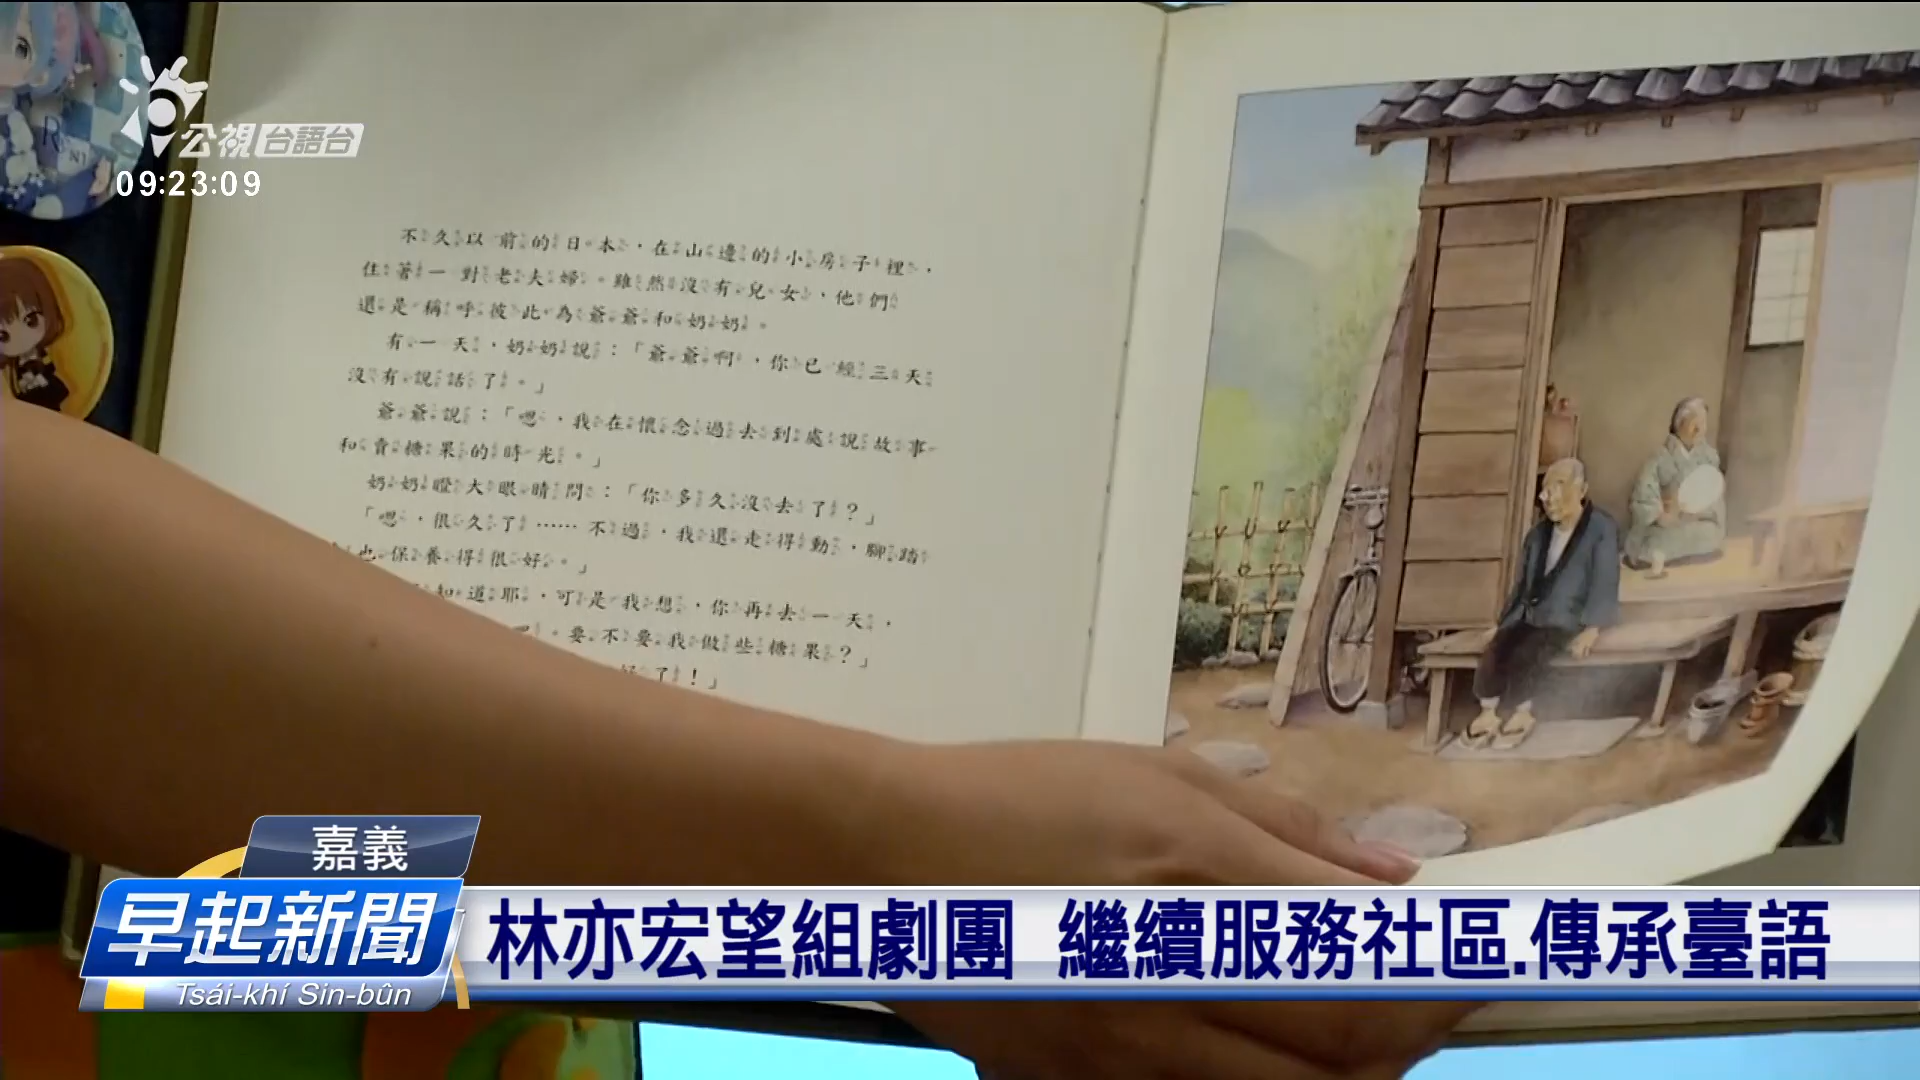 公視台語台
09:23:09
不久以前的日本，在山邊的小房子裡，
住著一對老夫婦。雖然沒有兒女，他們
還是稱呼彼此為爺爺和奶奶。
有一天，奶奶說：「爺爺啊，你已經三天
沒有說話了。」
爺爺說：「嗯，我在懷念過去到處說故事
和賣糖果的時光。」
奶奶瞪大眼睛問：「你多久沒去了？」
「嗯，很久了……不過，我還走得動，腳踏
也保養得很好。」
知道耶，可是我想，你再去一天，
吧。要不要我做些糖果？」
好了！」
嘉義
早起新聞
Tsái-khí Sin-bûn
林亦宏望組劇團 繼續服務社區.傳承臺語